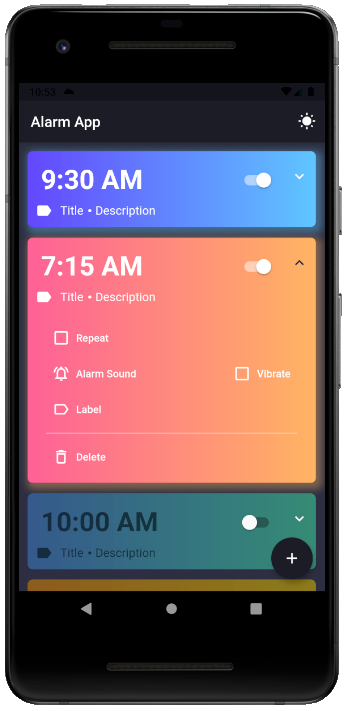 10:53
Alarm App
9:30 AM
Title • Description
7:15 AM
Title • Description
Repeat
Alarm Sound Vibrate
Label
Delete
10:00 AM
Title • Description